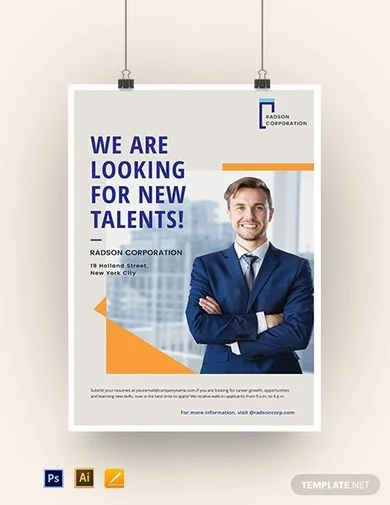 RADSON
CORPORATION
WE ARE
LOOKING
FOR NEW
TALENTS!
RADSON CORPORATION
19 Holland Street,
New York City
Submit your resumes at youremail@companyname.com.If you are looking for career growth, opportunities
and learning new skills, now is the best time to apply! We receive walk-in applicants from 9 a.m. to 4 p.m.
For more information, visit @radsoncorp.com
Ps
Ai
TEMPLATE.NET